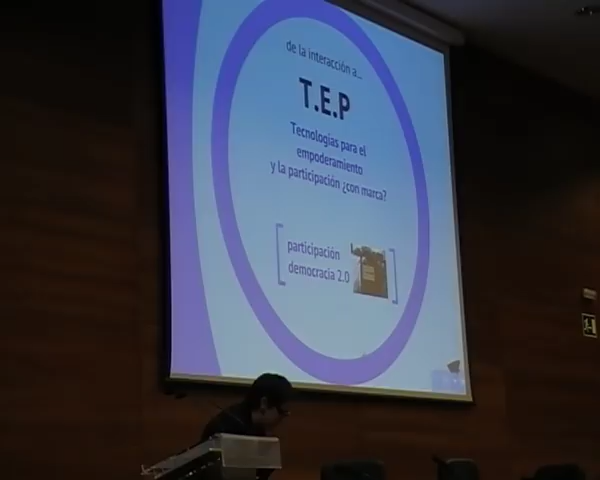 de la interacción a...
T.E.P
Tecnologías para el
empoderamiento
y la participación ¿con marca?
participación
democracia 2.0